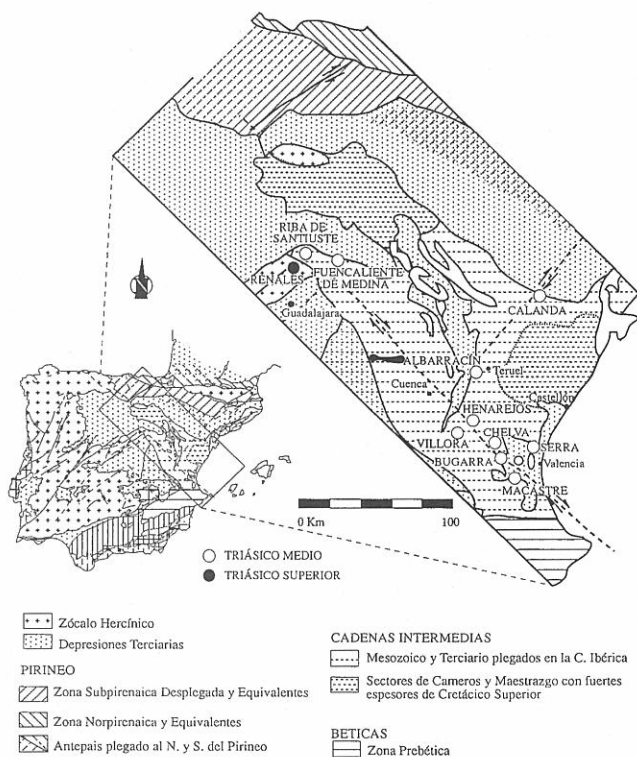 RIBA DE
SANTIUSTE
RENALES
FUENCALIENTE
DE MEDINA
Guadalajara
CALANDA
ALBARRACÍN
Teruel
Cuenca
Castellón
HENAREJOS
CHELVA
VILLORA
SERRA
BUGARRA
Valencia
MACASTRE
N
0 Km 100
TRIÁSICO MEDIO
TRIÁSICO SUPERIOR
Zócalo Hercínico
Depresiones Terciarias
PIRINEO
Zona Subpirenaica Desplegada y Equivalentes
Zona Norpirenaica y Equivalentes
Antepais plegado al N. y S. del Pirineo
CADENAS INTERMEDIAS
Mesozoico y Terciario plegados en la C. Ibérica
Sectores de Cameros y Maestrazgo con fuertes
espesores de Cretácico Superior
BETICAS
Zona Prebética